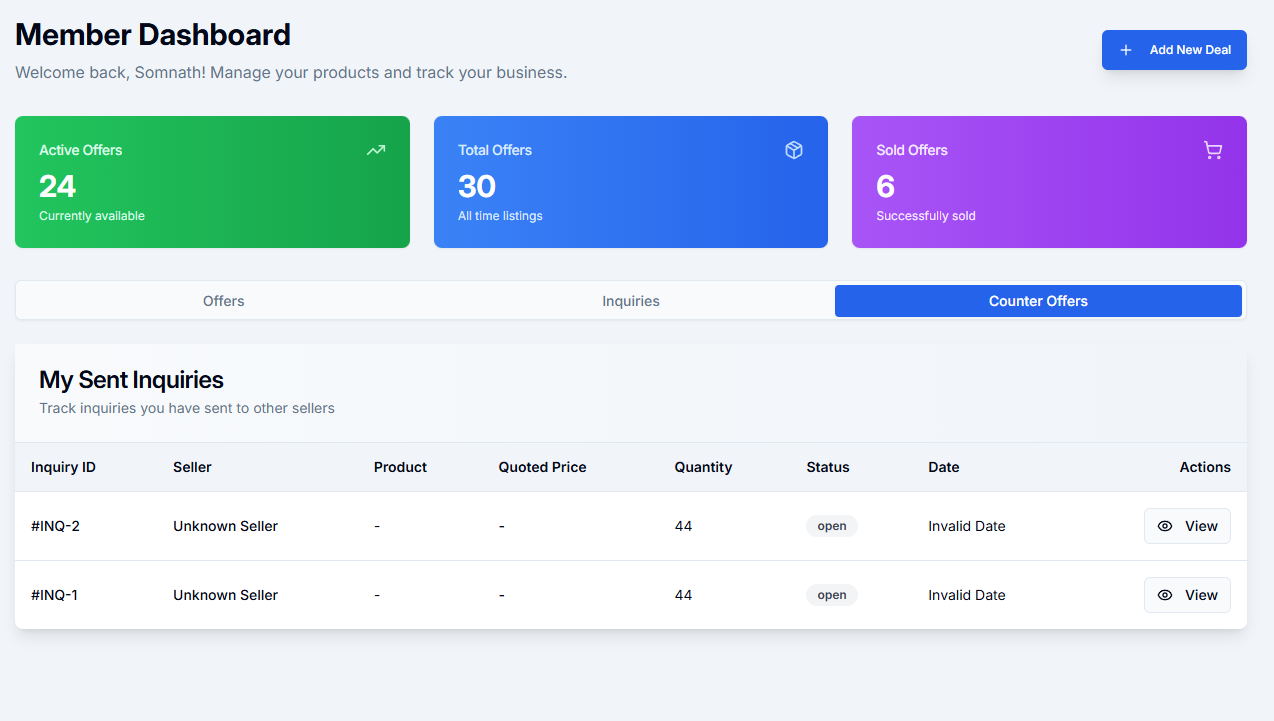 Member Dashboard
Welcome back, Somnath! Manage your products and track your business.
+ Add New Deal
Active Offers
24
Currently available
Total Offers
30
All time listings
Sold Offers
6
Successfully sold
Offers Inquiries Counter Offers
My Sent Inquiries
Track inquiries you have sent to other sellers
Inquiry ID Seller Product Quoted Price Quantity Status Date Actions
#INQ-2 Unknown Seller - - 44 open Invalid Date View
#INQ-1 Unknown Seller - - 44 open Invalid Date View